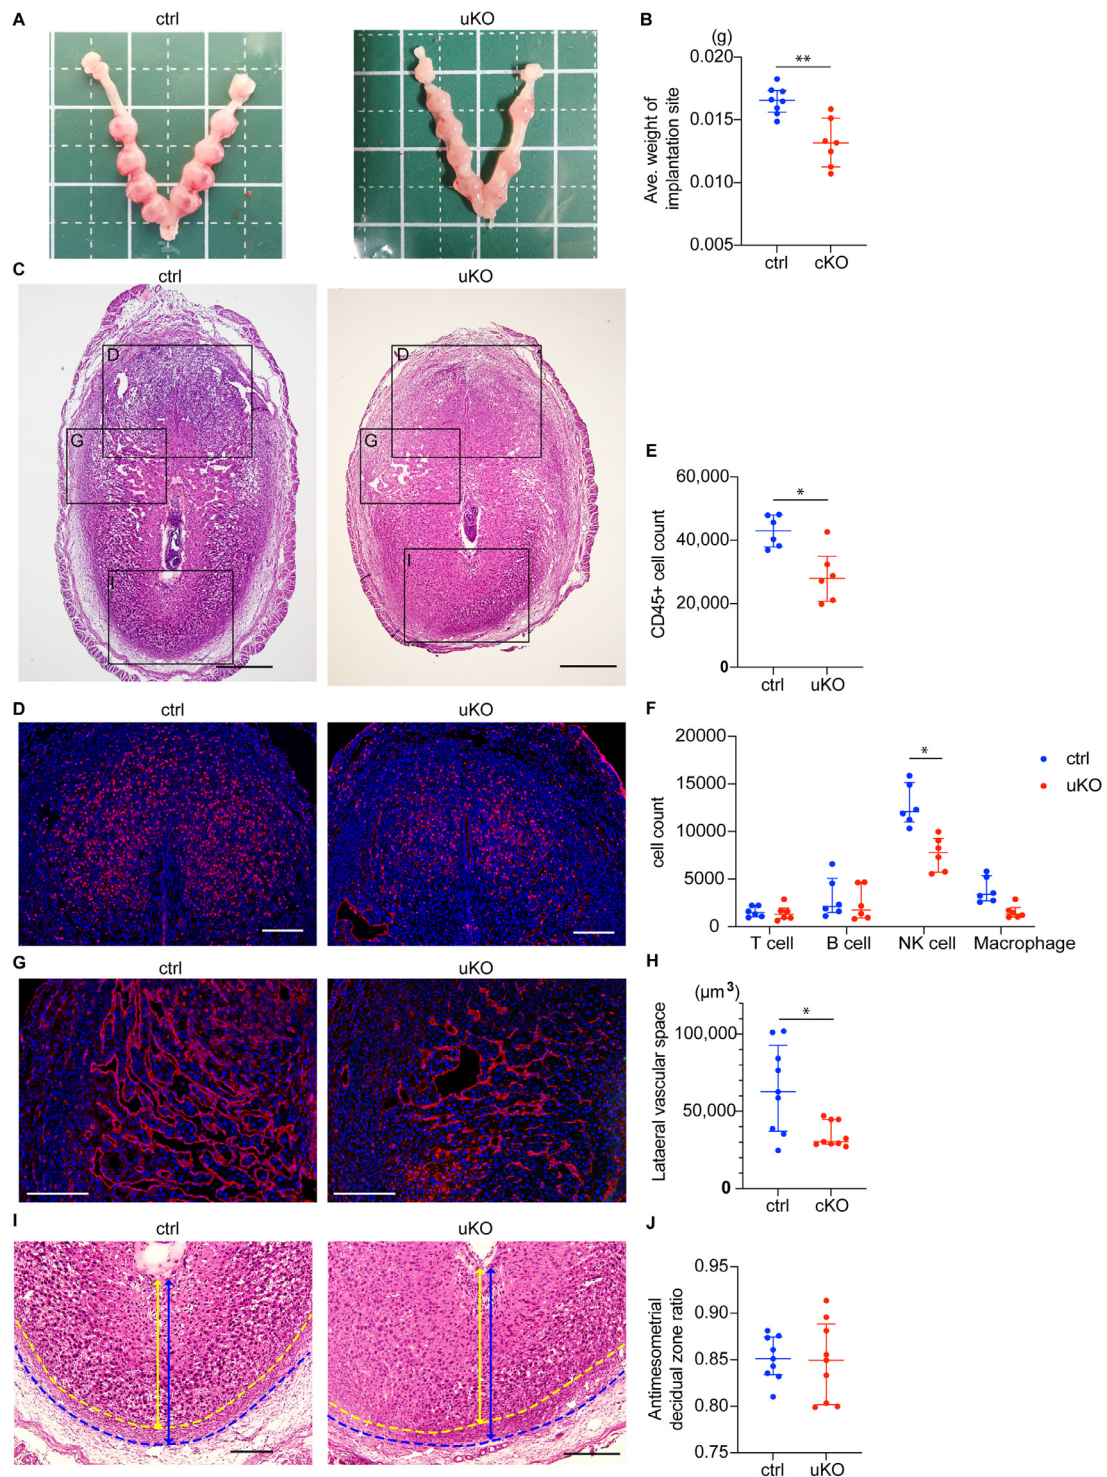 A
ctrl
uKO
B
(g)
0.020
0.015
0.010
0.005
Ave. weight of
implantation site
**
ctrl
cKO
C
ctrl
uKO
D
G
I
D
G
I
E
60,000
40,000
20,000
0
CD45+ cell count
*
ctrl
uKO
D
ctrl
uKO
F
20000
15000
10000
5000
0
cell count
*
ctrl
uKO
T cell
B cell
NK cell
Macrophage
G
ctrl
uKO
H
(µm³)
100,000
50,000
0
Lataeral vascular space
*
ctrl
cKO
I
ctrl
uKO
J
0.95
0.90
0.85
0.80
0.75
Antimesometrial
decidual zone ratio
ctrl
uKO